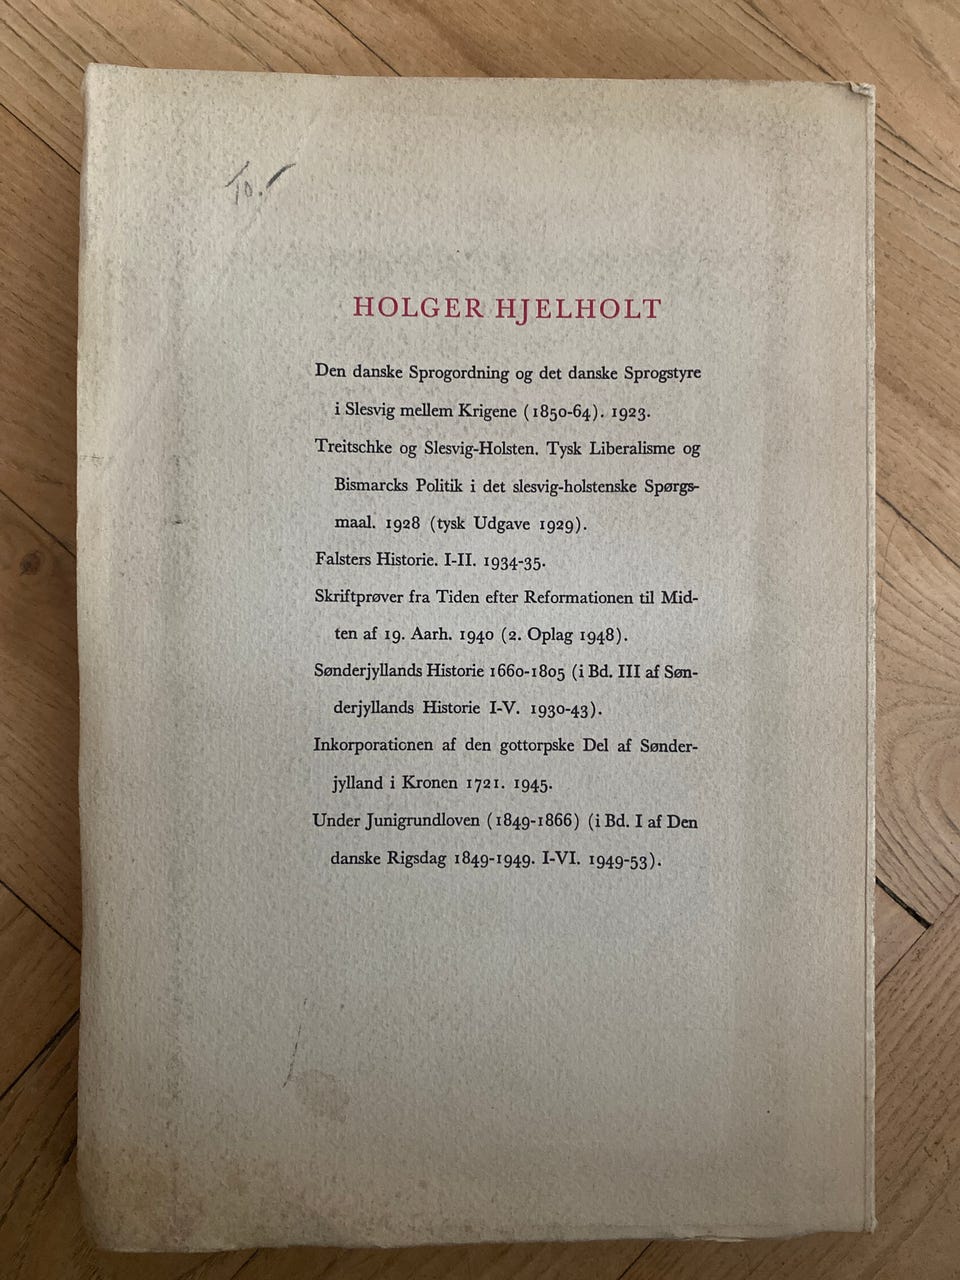 HOLGER HJELHOLT
Den danske Sprogordning og det danske Sprogstyre
i Slesvig mellem Krigene (1850-64). 1923.
Treitschke og Slesvig-Holsten. Tysk Liberalisme og
Bismarcks Politik i det slesvig-holstenske Spørgs-
maal. 1928 (tysk Udgave 1929).
Falsters Historie. I-II. 1934-35.
Skriftprøver fra Tiden efter Reformationen til Mid-
ten af 19. Aarh. 1940 (2. Oplag 1948).
Sønderjyllands Historie 1660-1805 (i Bd. III af Søn-
derjyllands Historie I-V. 1930-43).
Inkorporationen af den gottorpske Del af Sønder-
jylland i Kronen 1721. 1945.
Under Junigrundloven (1849-1866) (i Bd. I af Den
danske Rigsdag 1849-1949. I-VI. 1949-53).